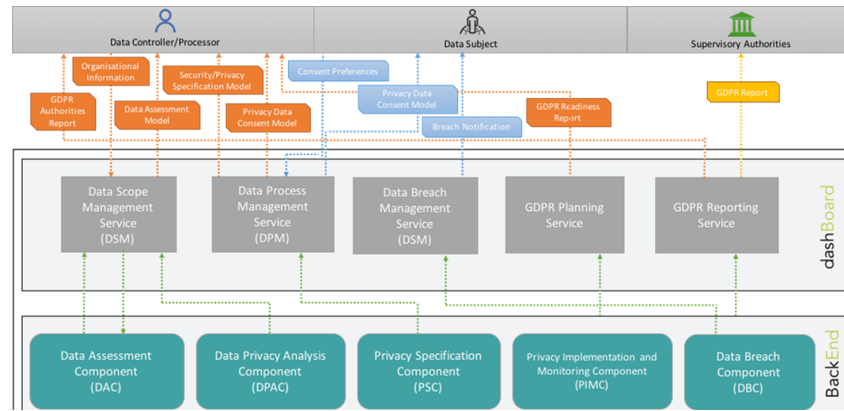 Data Controller/Processor
Data Subject
Supervisory Authorities
Organisational
Information
Security/Privacy
Specification Model
Consent Preferences
GDPR
Authorities
Report
Data Assessment
Model
Privacy Data
Consent Model
Privacy Data
Consent Model
Breach Notification
GDPR Readiness
Report
GDPR Report
Data Scope
Management
Service
(DSM)
Data Process
Management
Service
(DPM)
Data Breach
Management
Service
(DSM)
GDPR Planning
Service
GDPR Reporting
Service
dashBoard
Data Assessment
Component
(DAC)
Data Privacy Analysis
Component
(DPAC)
Privacy Specification
Component
(PSC)
Privacy Implementation and
Monitoring Component
(PIMC)
Data Breach
Component
(DBC)
BackEnd